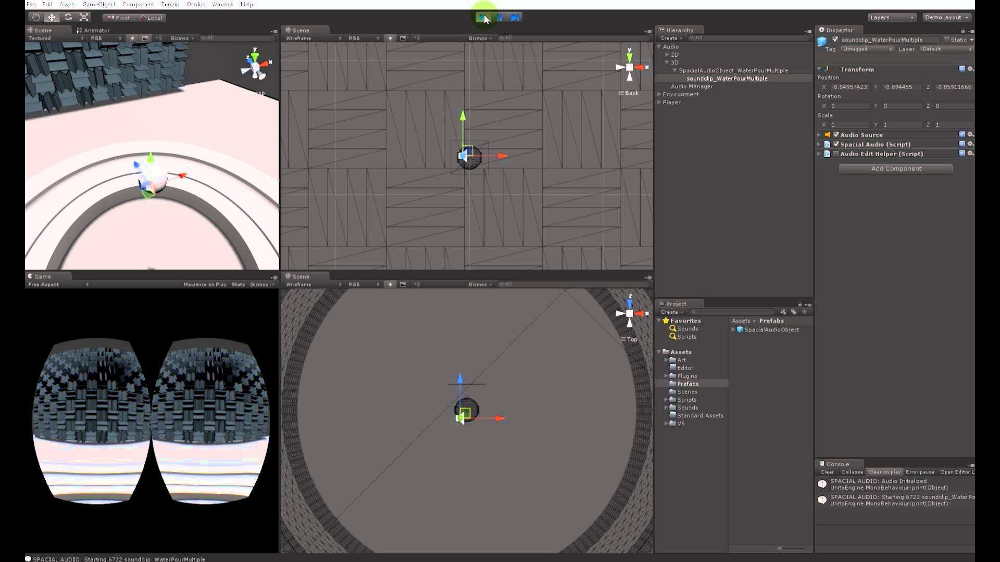 File Edit Assets GameObject Component Terrain Oculus Window Help
Pivot Local
Layers DemoLayout
Scene Animator
Textured RGB Gizmos All
y z x
Scene
Wireframe RGB Gizmos All
y x
Back
Game
Free Aspect Maximize on Play Stats Gizmos
Scene
Wireframe RGB Gizmos All
z x
Top
Hierarchy
Create All
Audio
2D
3D
SpacialAudioObject_WaterPourMultiple
soundclip_WaterPourMultiple
Audio Manager
Environment
Player
Project
Create
Favorites
Sounds
Scripts
Assets
Art
Editor
Plugins
Prefabs
Scenes
Scripts
Sounds
Standard Assets
VR
Assets Prefabs
SpacialAudioObject
Inspector
soundclip_WaterPourMultiple Static
Tag Untagged Layer Default
Transform
Position
X -0.04957423 Y -0.894455 Z -0.05911666
Rotation
X 0 Y 0 Z 0
Scale
X 1 Y 1 Z 1
Audio Source
Spacial Audio (Script)
Audio Edit Helper (Script)
Add Component
Console
Clear Collapse Clear on play Error pause Open Editor L
SPACIAL AUDIO: Audio Initialized
UnityEngine.MonoBehaviour:print(Object)
SPACIAL AUDIO: Starting 6722 soundclip_WaterPo
UnityEngine.MonoBehaviour:print(Object)
SPACIAL AUDIO: Starting 6722 soundclip_WaterPourMultiple